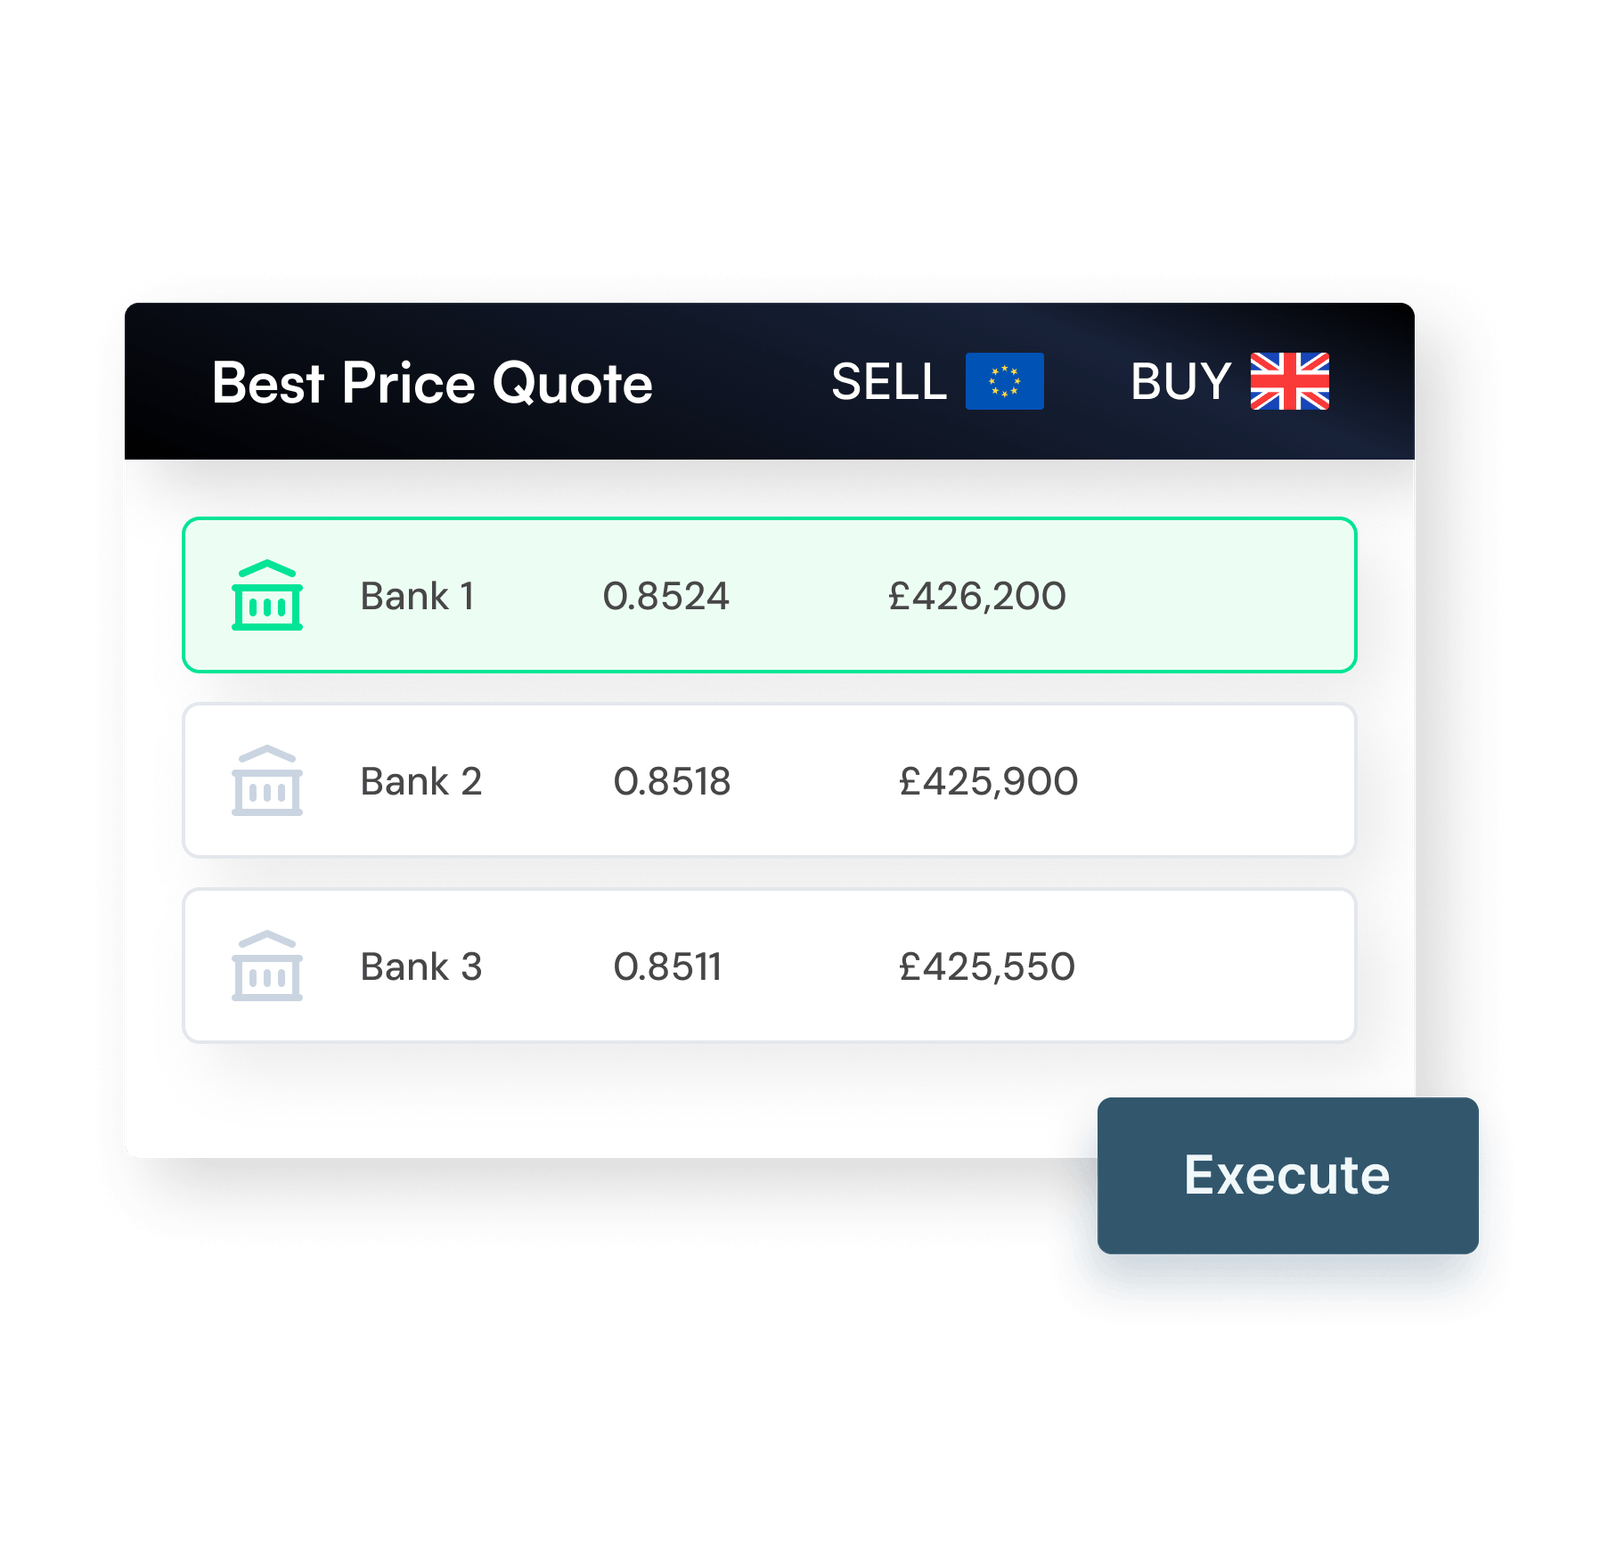 Best Price Quote SELL BUY
Bank 1 0.8524 £426,200
Bank 2 0.8518 £425,900
Bank 3 0.8511 £425,550
Execute